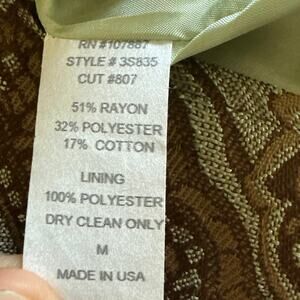 RN #107887
STYLE # 3S835
CUT #807
51% RAYON
32% POLYESTER
17% COTTON
LINING
100% POLYESTER
DRY CLEAN ONLY
M
MADE IN USA